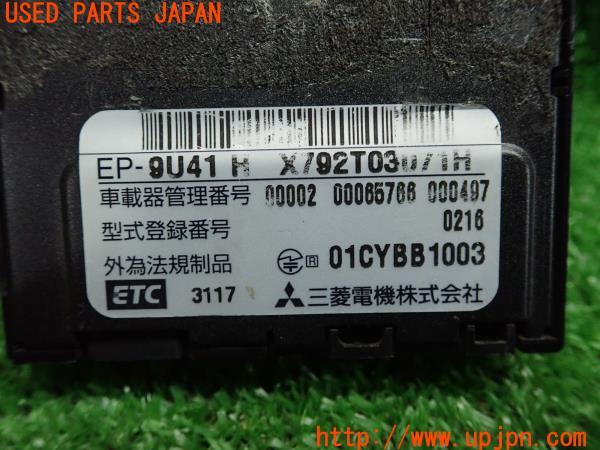 USED PARTS JAPAN
EP-9U41 H X792T03071H
車載器管理番号 00002 00065766 000497
型式登録番号 0216
外為法規制品 R 01CYBB1003
ETC 3117 三菱電機株式会社
http://www.upjpn.com